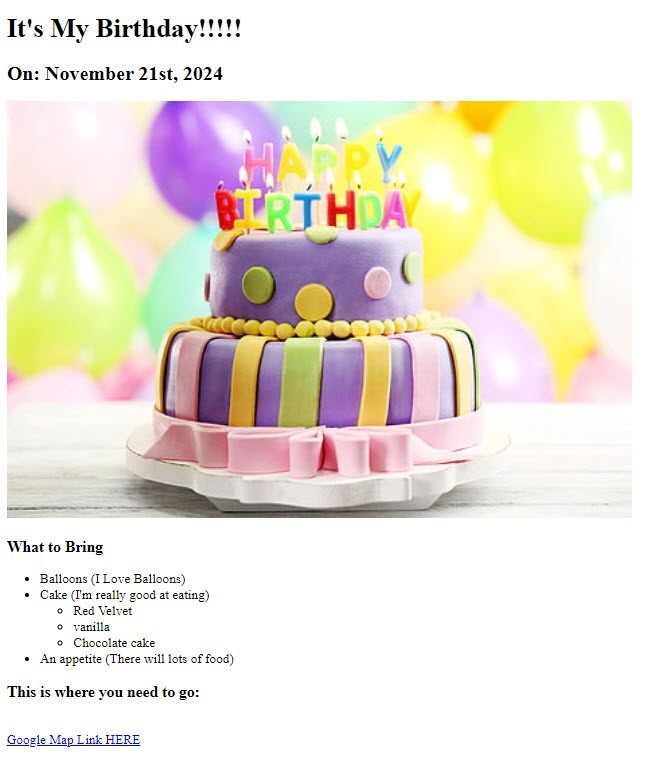 It's My Birthday!!!!!
On: November 21st, 2024
HAPPY
BIRTHDAY
What to Bring
Balloons (I Love Balloons)
Cake (I'm really good at eating)
Red Velvet
vanilla
Chocolate cake
An appetite (There will lots of food)
This is where you need to go:
Google Map Link HERE